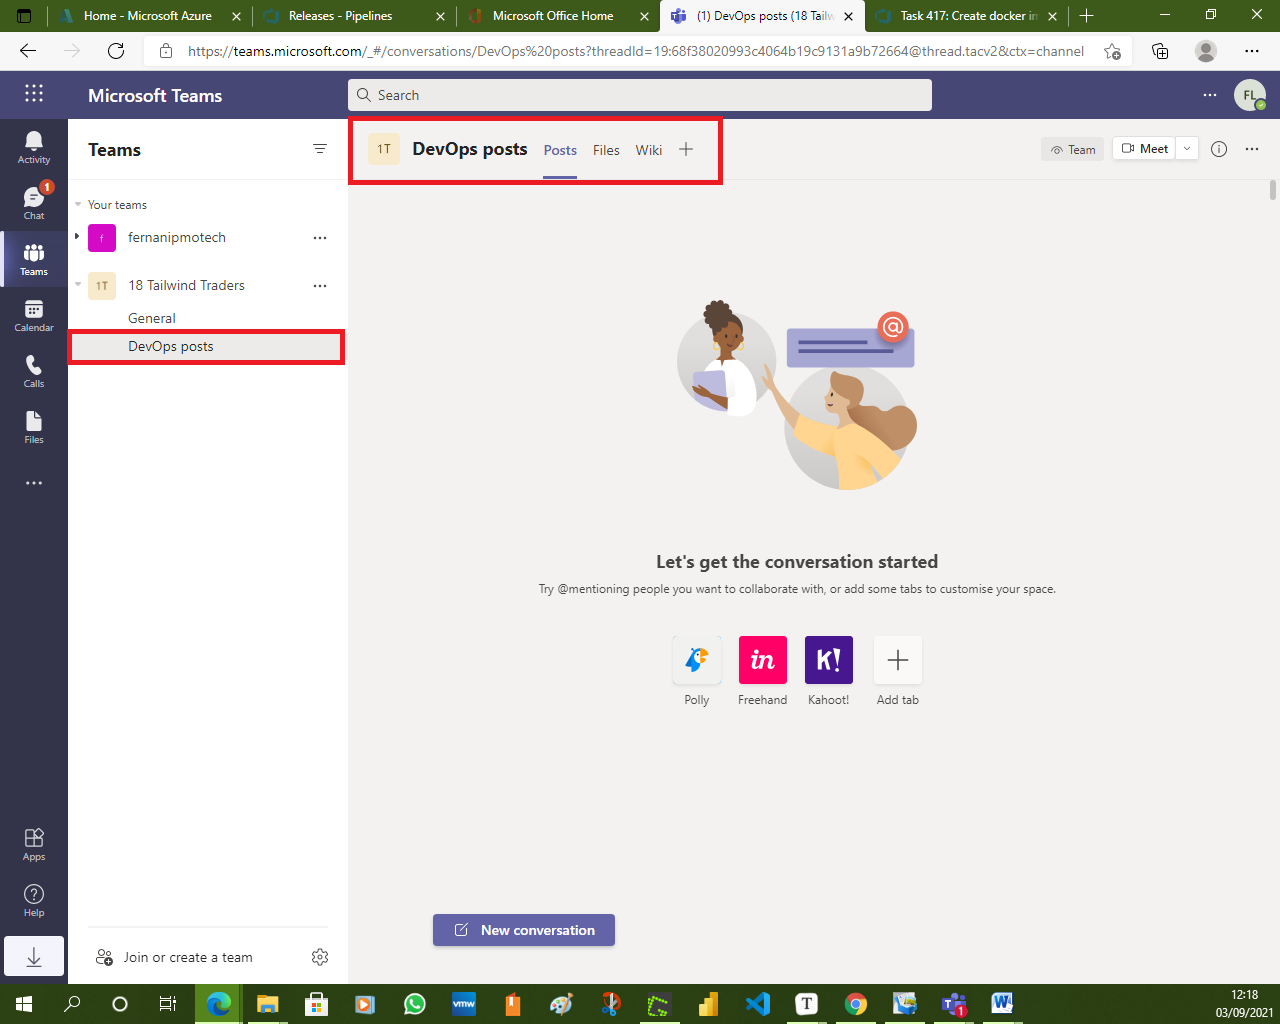 Home - Microsoft Azure
Releases - Pipelines
Microsoft Office Home
(1) DevOps posts (18 Tailw
Task 417: Create docker im
https://teams.microsoft.com/_#/conversations/DevOps%20posts?threadId=19:68f38020993c4064b19c9131a9b72664@thread.tacv2&ctx=channel
Microsoft Teams
Search
FL
Activity
1
Chat
Teams
Calendar
Calls
Files
Apps
Help
Teams
Your teams
f
fernanipmotech
1T
18 Tailwind Traders
General
DevOps posts
Join or create a team
1T
DevOps posts
Posts
Files
Wiki
Team
Meet
@
Let's get the conversation started
Try @mentioning people you want to collaborate with, or add some tabs to customise your space.
in
K!
Polly
Freehand
Kahoot!
Add tab
New conversation
vmw
T
1
W
12:18
03/09/2021